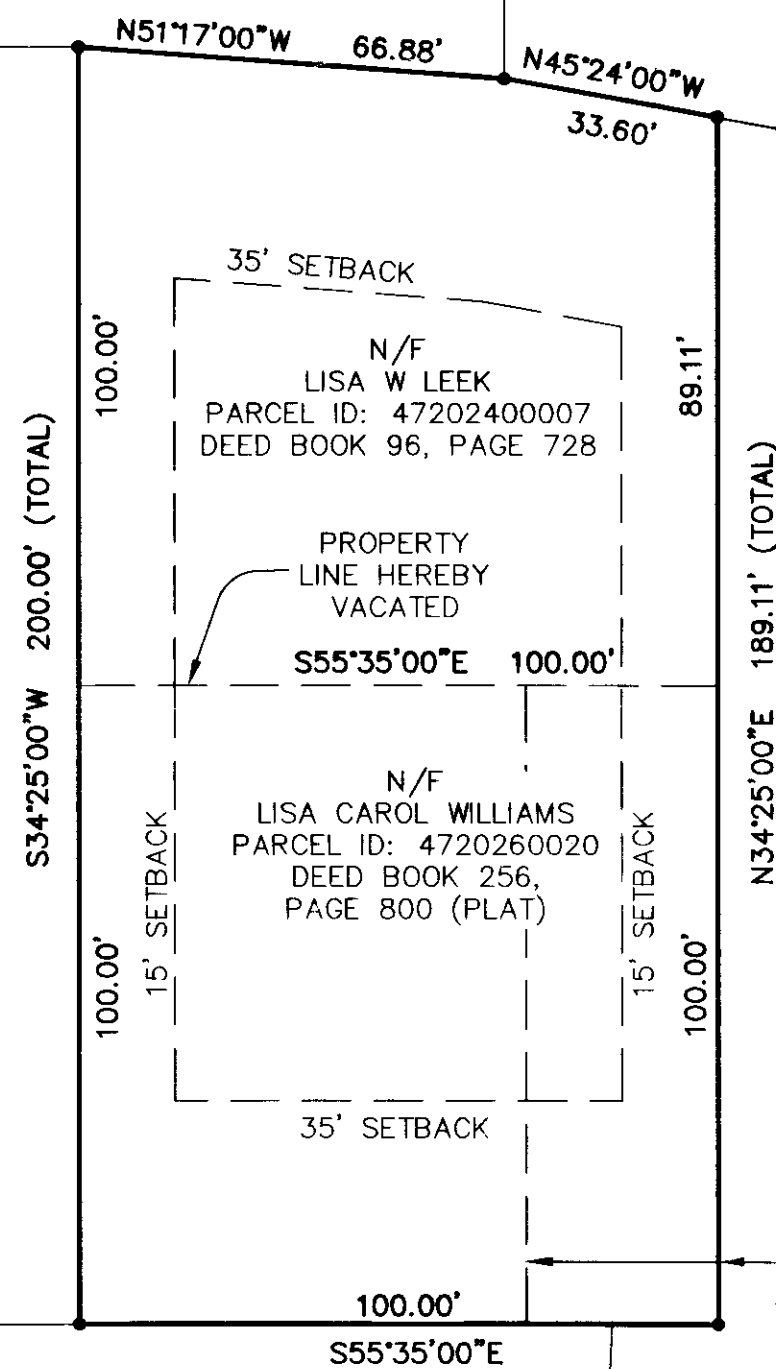 N51°17'00"W 66.88'
N45°24'00"W
33.60'
35' SETBACK
100.00'
89.11'
N/F
LISA W LEEK
PARCEL ID: 47202400007
DEED BOOK 96, PAGE 728
S34°25'00"W 200.00' (TOTAL)
N34°25'00"E 189.11' (TOTAL)
PROPERTY
LINE HEREBY
VACATED
S55°35'00"E 100.00'
N/F
LISA CAROL WILLIAMS
PARCEL ID: 4720260020
DEED BOOK 256,
PAGE 800 (PLAT)
15' SETBACK
15' SETBACK
100.00'
100.00'
35' SETBACK
100.00'
S55°35'00"E